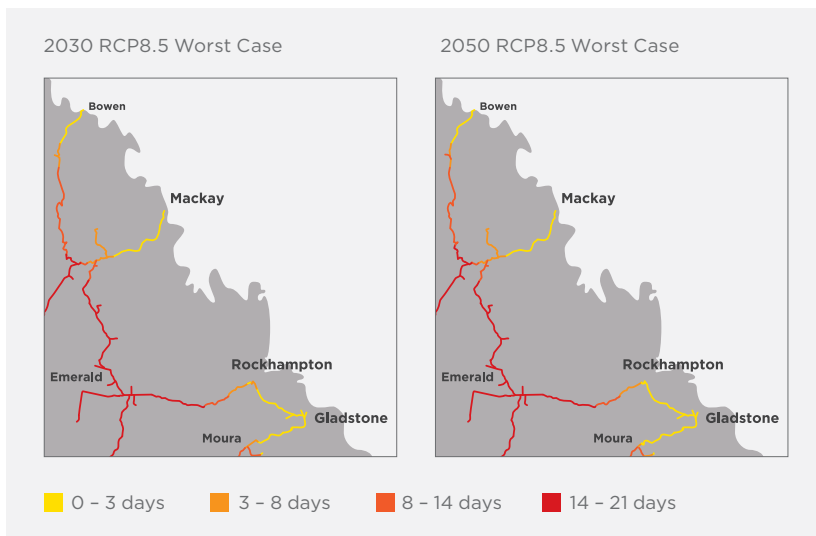 2030 RCP8.5 Worst Case
2050 RCP8.5 Worst Case
Bowen
Mackay
Rockhampton
Emerald
Gladstone
Moura
Bowen
Mackay
Rockhampton
Emerald
Gladstone
Moura
0 – 3 days
3 – 8 days
8 – 14 days
14 – 21 days